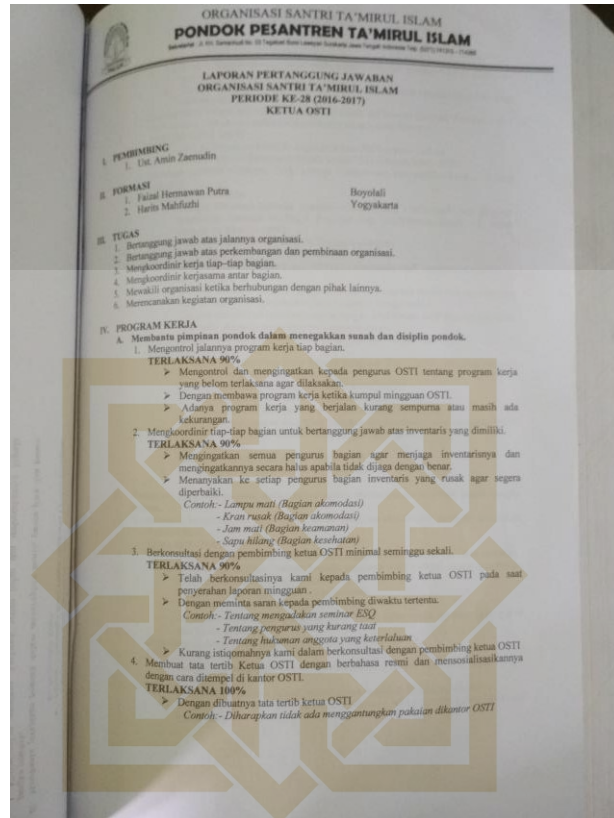 ORGANISASI SANTRI TA'MIRUL ISLAM
PONDOK PESANTREN TA'MIRUL ISLAM
LAPORAN PERTANGGUNG JAWABAN
ORGANISASI SANTRI TA'MIRUL ISLAM
PERIODE KE-28 (2016-2017)
KETUA OSTI
I. PEMBIMBING
1. Ust. Amin Zaenudin
II. FORMASI
1. Faizal Hermawan Putra Boyolali
2. Harits Mahfuzhi Yogyakarta
III. TUGAS
1. Bertanggung jawab atas jalannya organisasi.
2. Bertanggung jawab atas perkembangan dan pembinaan organisasi.
3. Mengkoordinir kerja tiap-tiap bagian.
4. Mengkoordinir kerjasama antar bagian.
5. Mewakili organisasi ketika berhubungan dengan pihak lainnya.
6. Merencanakan kegiatan organisasi.
IV. PROGRAM KERJA
A. Membantu pimpinan pondok dalam menegakkan sunah dan disiplin pondok.
1. Mengontrol jalannya program kerja tiap bagian.
TERLAKSANA 90%
➢ Mengontrol dan mengingatkan kepada pengurus OSTI tentang program kerja
yang belom terlaksana agar dilaksakan.
➢ Dengan membawa program kerja ketika kumpul mingguan OSTI.
➢ Adanya program kerja yang berjalan kurang sempurna atau masih ada
kekurangan.
2. Mengkoordinir tiap-tiap bagian untuk bertanggung jawab atas inventaris yang dimiliki.
TERLAKSANA 90%
➢ Mengingatkan semua pengurus bagian agar menjaga inventarisnya dan
mengingatkannya secara halus apabila tidak dijaga dengan benar.
➢ Menanyakan ke setiap pengurus bagian inventaris yang rusak agar segera
diperbaiki.
Contoh:- Lampu mati (Bagian akomodasi)
- Kran rusak (Bagian akomodasi)
- Jam mati (Bagian keamanan)
- Sapu hilang (Bagian kesehatan)
3. Berkonsultasi dengan pembimbing ketua OSTI minimal seminggu sekali.
TERLAKSANA 90%
➢ Telah berkonsultasinya kami kepada pembimbing ketua OSTI pada saat
penyerahan laporan mingguan .
➢ Dengan meminta saran kepada pembimbing diwaktu tertentu.
Contoh:- Tentang mengadakan seminar ESQ
- Tentang pengurus yang kurang taat
- Tentang hukuman anggota yang keterlaluan
➢ Kurang istiqomahnya kami dalam berkonsultasi dengan pembimbing ketua OSTI
4. Membuat tata tertib Ketua OSTI dengan berbahasa resmi dan mensosialisasikannya
dengan cara ditempel di kantor OSTI.
TERLAKSANA 100%
➢ Dengan dibuatnya tata tertib ketua OSTI
Contoh:- Diharapkan tidak ada menggantungkan pakaian dikantor OSTI